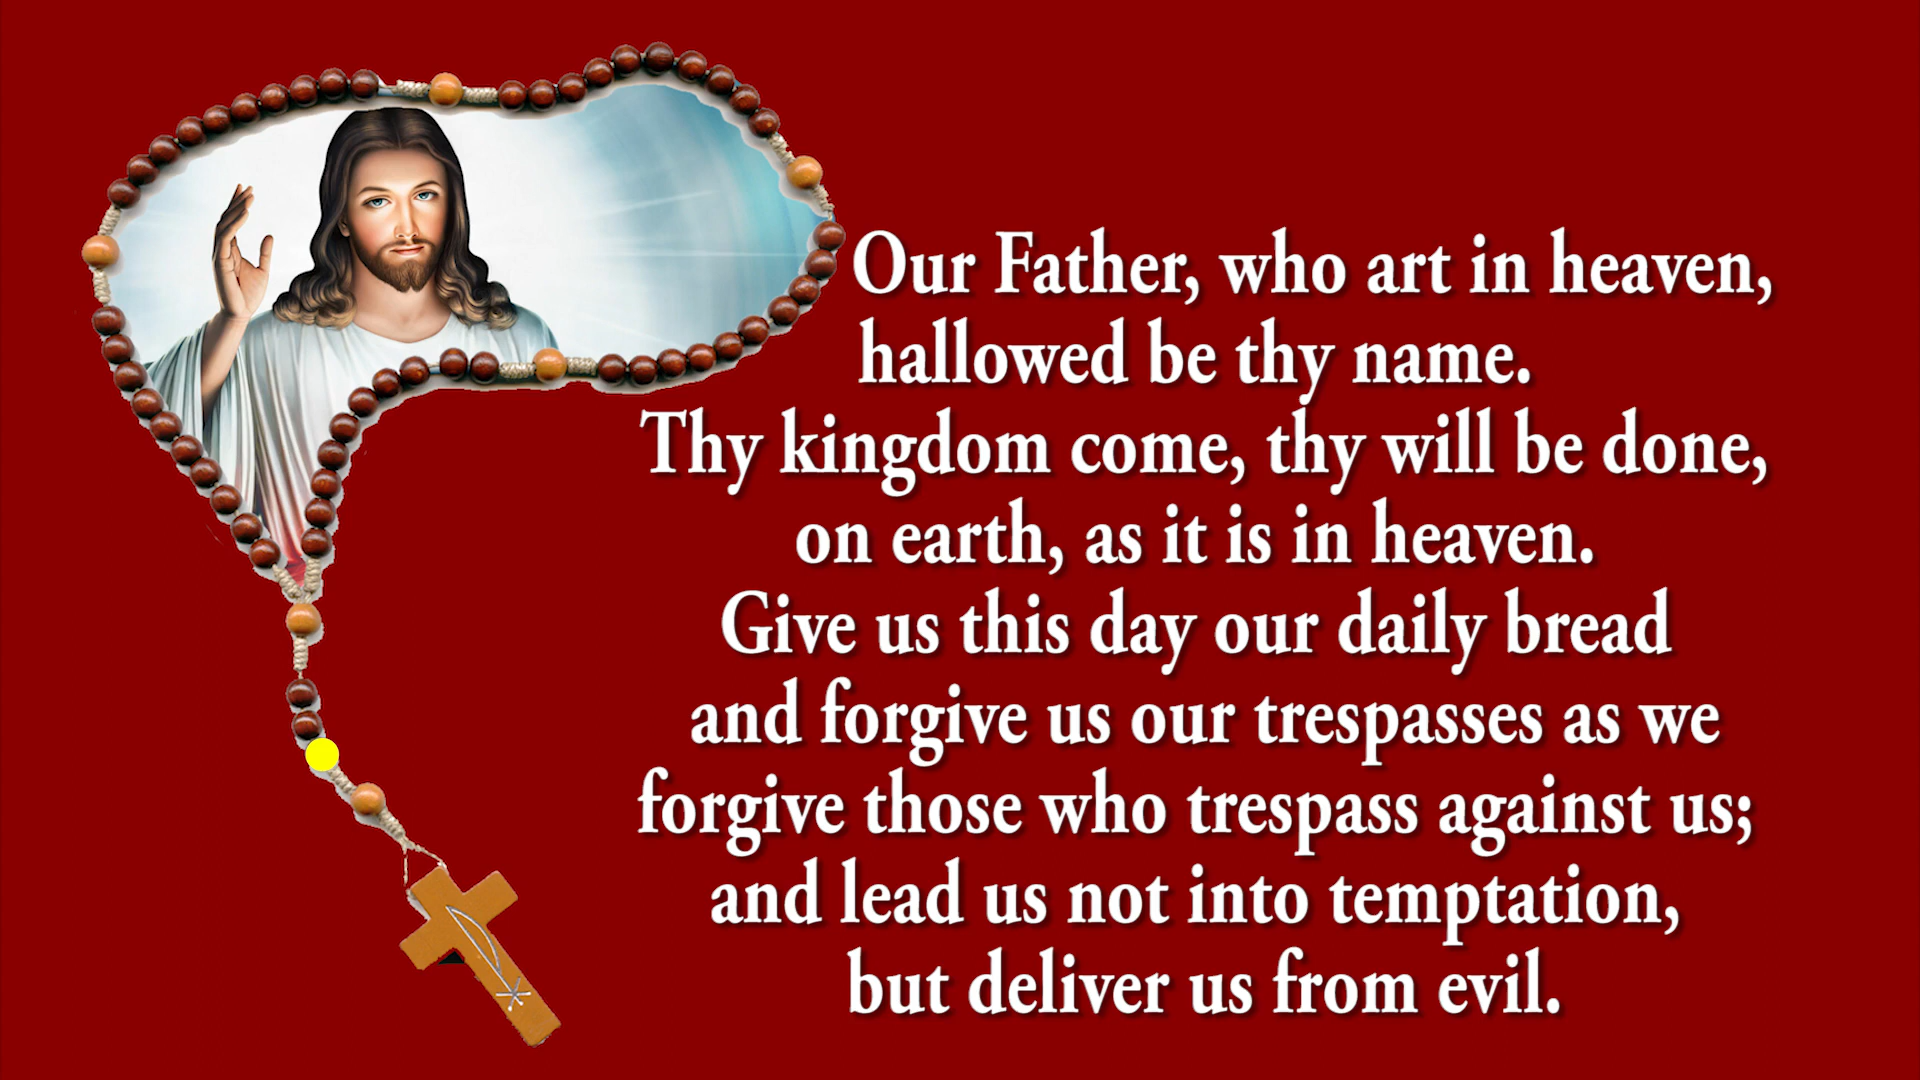 Our Father, who art in heaven,
hallowed be thy name.
Thy kingdom come, thy will be done,
on earth, as it is in heaven.
Give us this day our daily bread
and forgive us our trespasses as we
forgive those who trespass against us;
and lead us not into temptation,
but deliver us from evil.